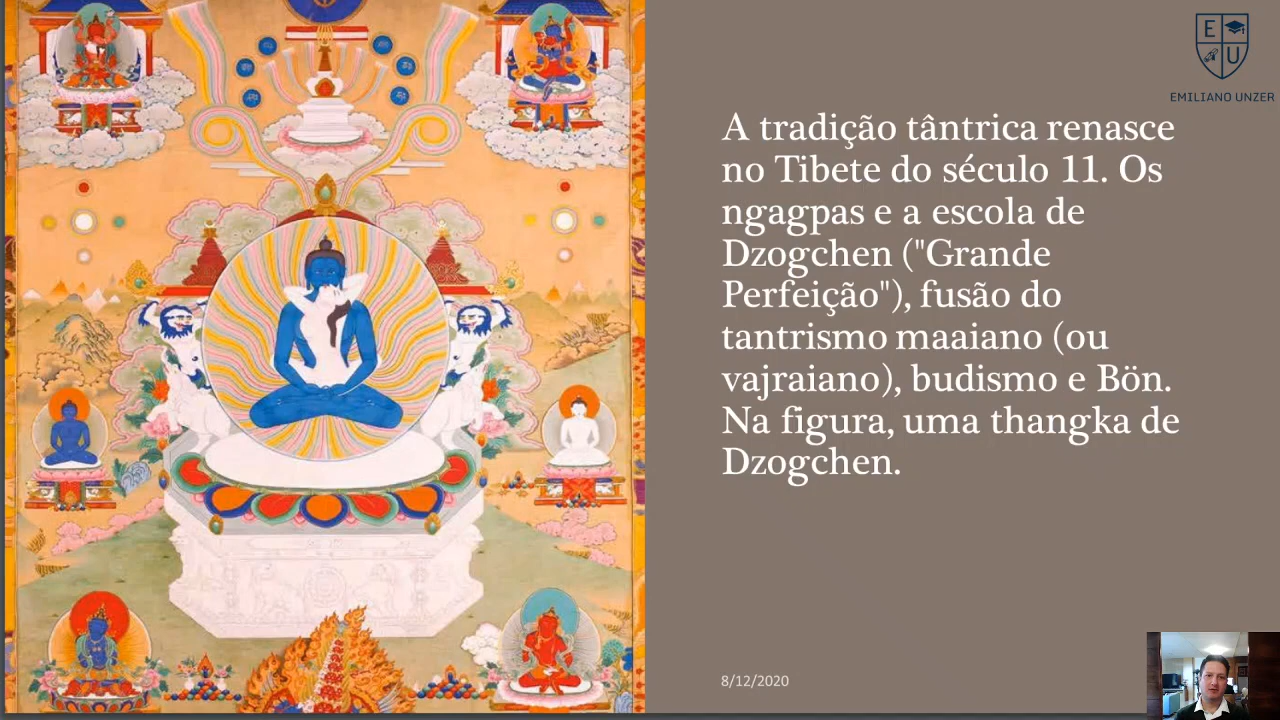 E
U
EMILIANO UNZER
A tradição tântrica renasce
no Tibete do século 11. Os
ngagpas e a escola de
Dzogchen ("Grande
Perfeição"), fusão do
tantrismo maaiano (ou
vajraiano), budismo e Bön.
Na figura, uma thangka de
Dzogchen.
8/12/2020